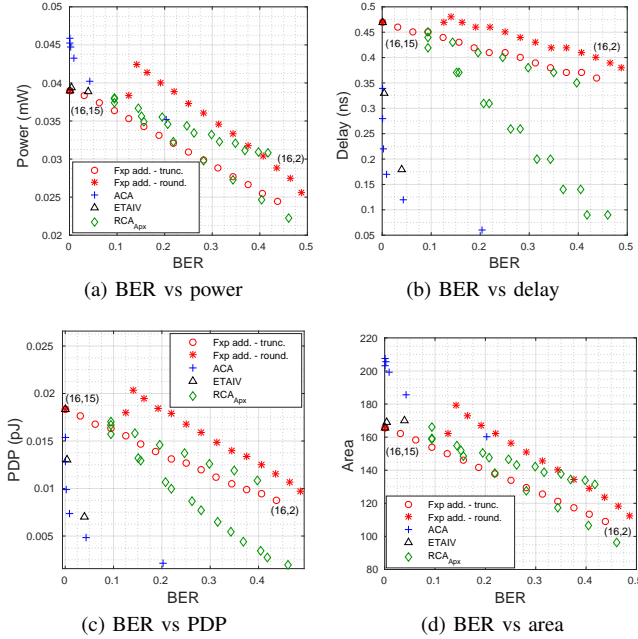 0.05
0.045
0.04
0.035
0.03
0.025
0.02
Power (mW)
(16,15)
(16,2)
Fxp add. - trunc.
Fxp add. - round.
ACA
ETAIV
RCA_Apx
0 0.1 0.2 0.3 0.4 0.5
BER
(a) BER vs power
0.5
0.45
0.4
0.35
0.3
0.25
0.2
0.15
0.1
0.05
Delay (ns)
(16,15)
(16,2)
0 0.1 0.2 0.3 0.4 0.5
BER
(b) BER vs delay
0.025
0.02
0.015
0.01
0.005
PDP (pJ)
Fxp add. - trunc.
Fxp add. - round.
ACA
ETAIV
RCA_Apx
(16,15)
(16,2)
0 0.1 0.2 0.3 0.4 0.5
BER
(c) BER vs PDP
220
200
180
160
140
120
100
80
Area
(16,15)
(16,2)
Fxp add. - trunc.
Fxp add. - round.
ACA
ETAIV
RCA_Apx
0 0.1 0.2 0.3 0.4 0.5
BER
(d) BER vs area